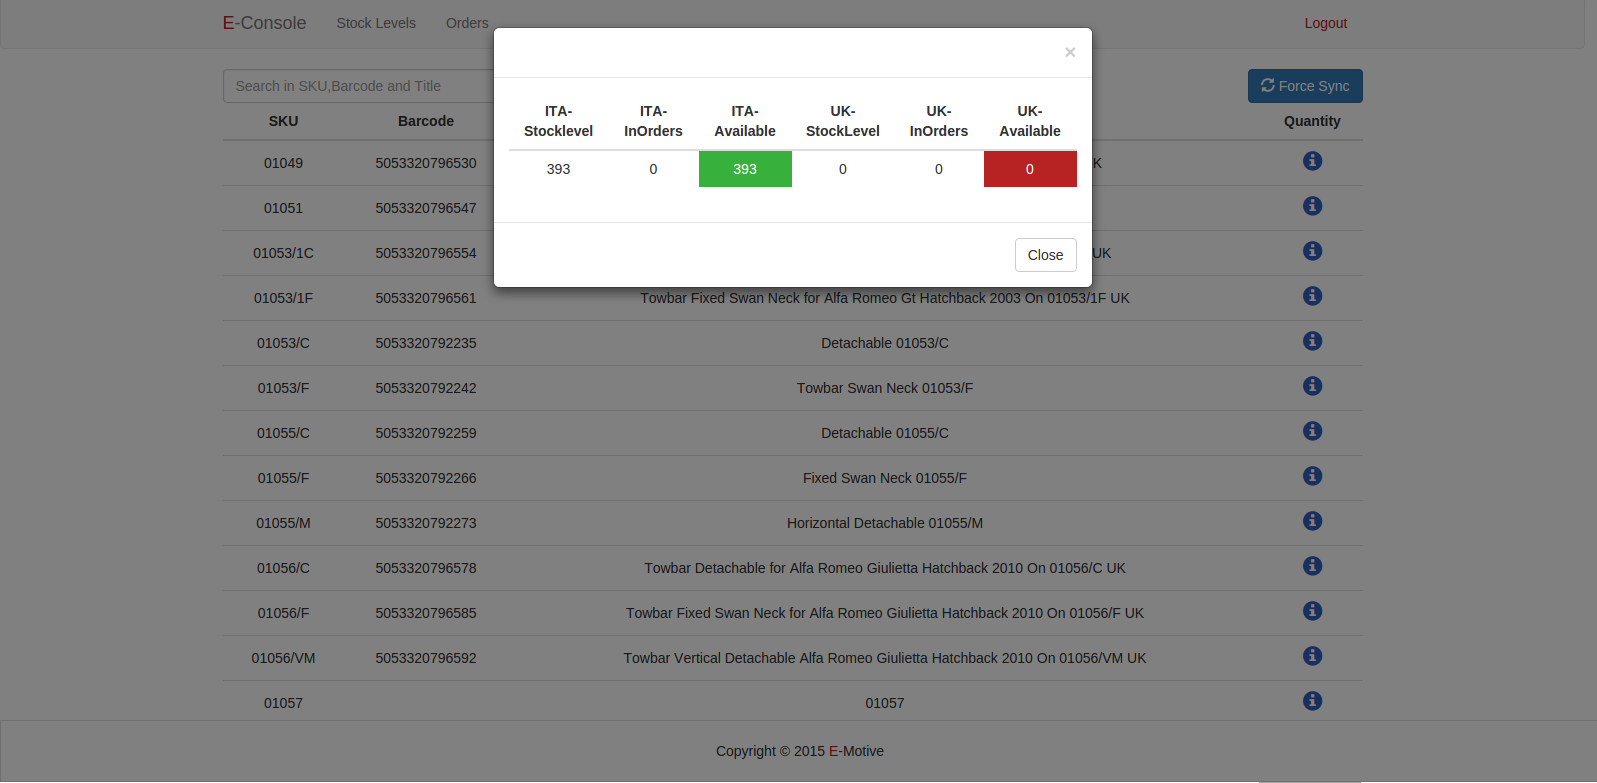 E-Console Stock Levels Orders Logout
×
Search in SKU,Barcode and Title Force Sync
ITA-Stocklevel ITA-InOrders ITA-Available UK-StockLevel UK-InOrders UK-Available
393 0 393 0 0 0
Close
SKU Barcode Quantity
01049 5053320796530 K
01051 5053320796547
01053/1C 5053320796554 UK
01053/1F 5053320796561 Towbar Fixed Swan Neck for Alfa Romeo Gt Hatchback 2003 On 01053/1F UK
01053/C 5053320792235 Detachable 01053/C
01053/F 5053320792242 Towbar Swan Neck 01053/F
01055/C 5053320792259 Detachable 01055/C
01055/F 5053320792266 Fixed Swan Neck 01055/F
01055/M 5053320792273 Horizontal Detachable 01055/M
01056/C 5053320796578 Towbar Detachable for Alfa Romeo Giulietta Hatchback 2010 On 01056/C UK
01056/F 5053320796585 Towbar Fixed Swan Neck for Alfa Romeo Giulietta Hatchback 2010 On 01056/F UK
01056/VM 5053320796592 Towbar Vertical Detachable Alfa Romeo Giulietta Hatchback 2010 On 01056/VM UK
01057 01057
Copyright © 2015 E-Motive